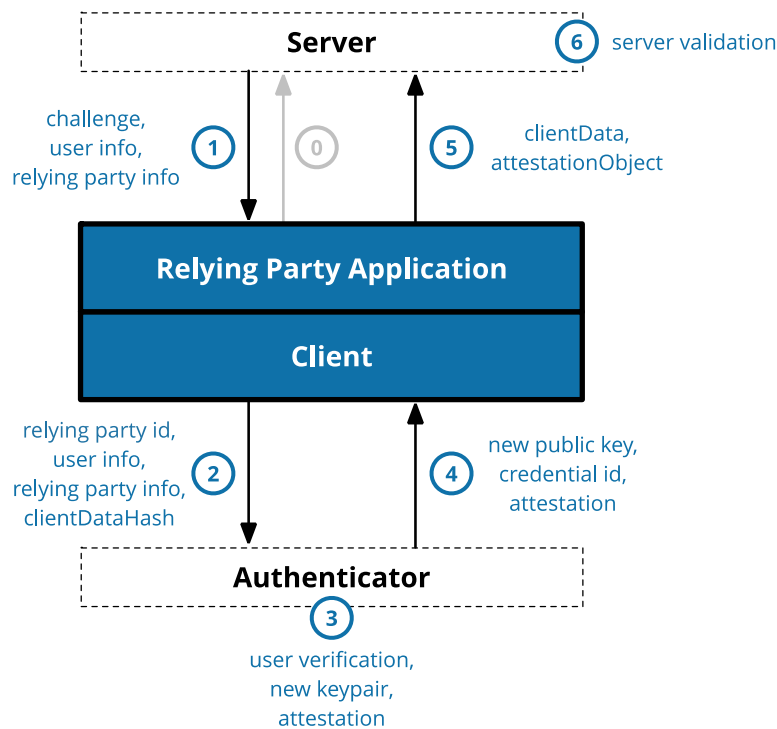 Server
6
server validation
challenge,
user info,
relying party info
1
0
5
clientData,
attestationObject
Relying Party Application
Client
relying party id,
user info,
relying party info,
clientDataHash
2
4
new public key,
credential id,
attestation
Authenticator
3
user verification,
new keypair,
attestation